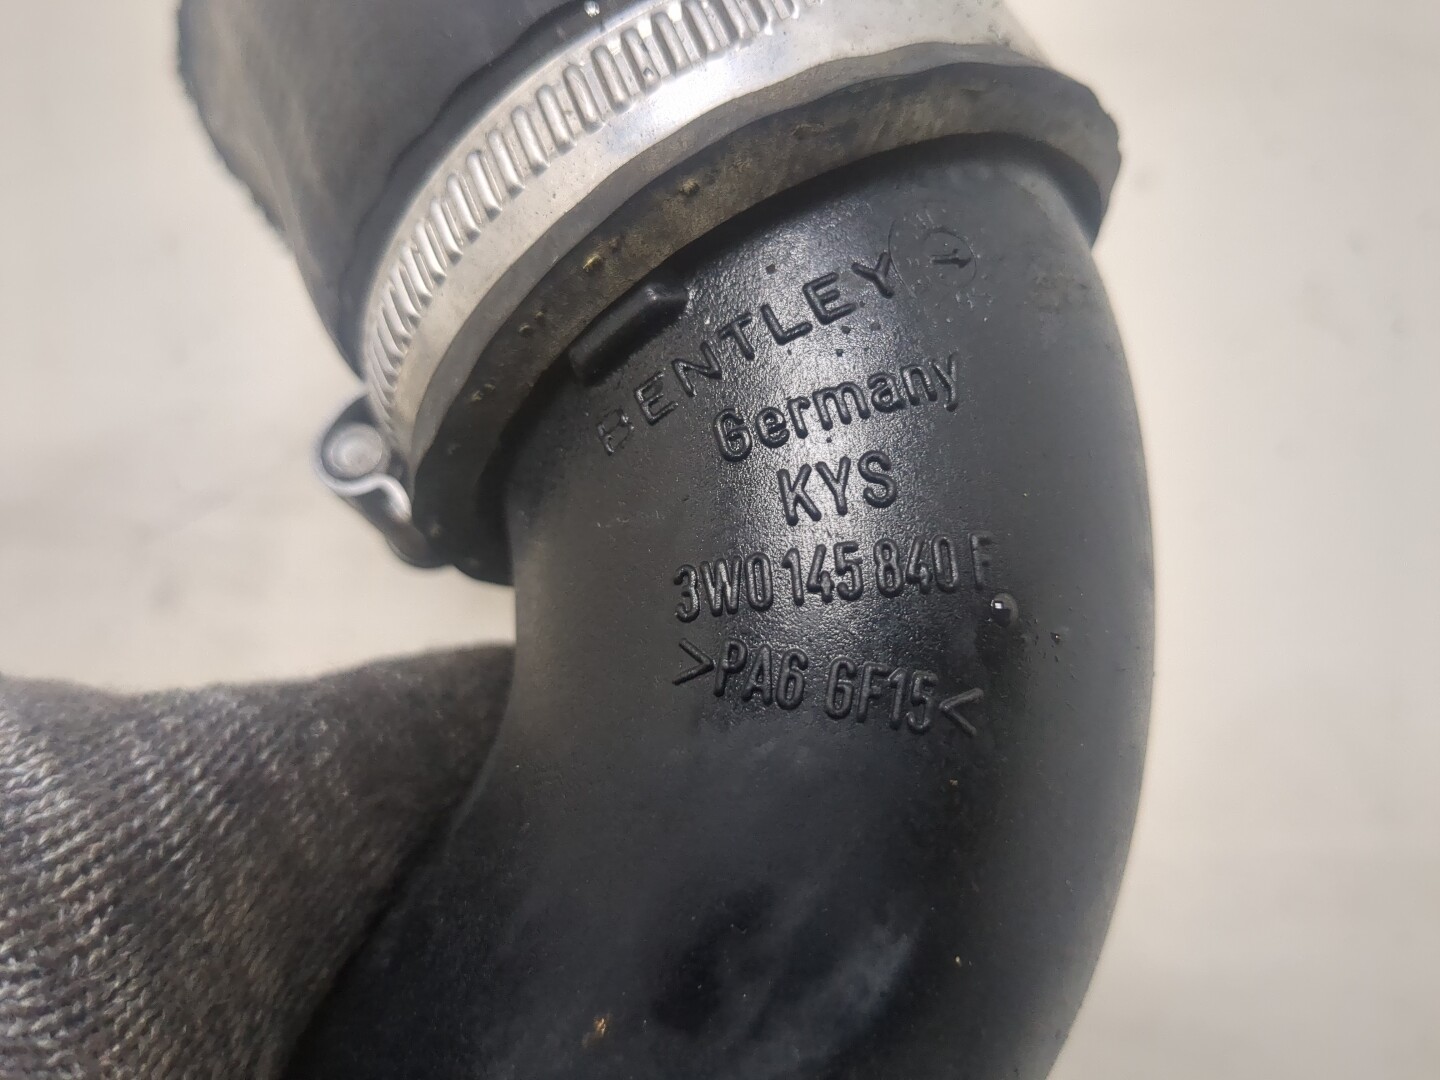 BENTLEY
Germany
KYS
3W0 145 840 F
>PA6 GF15<